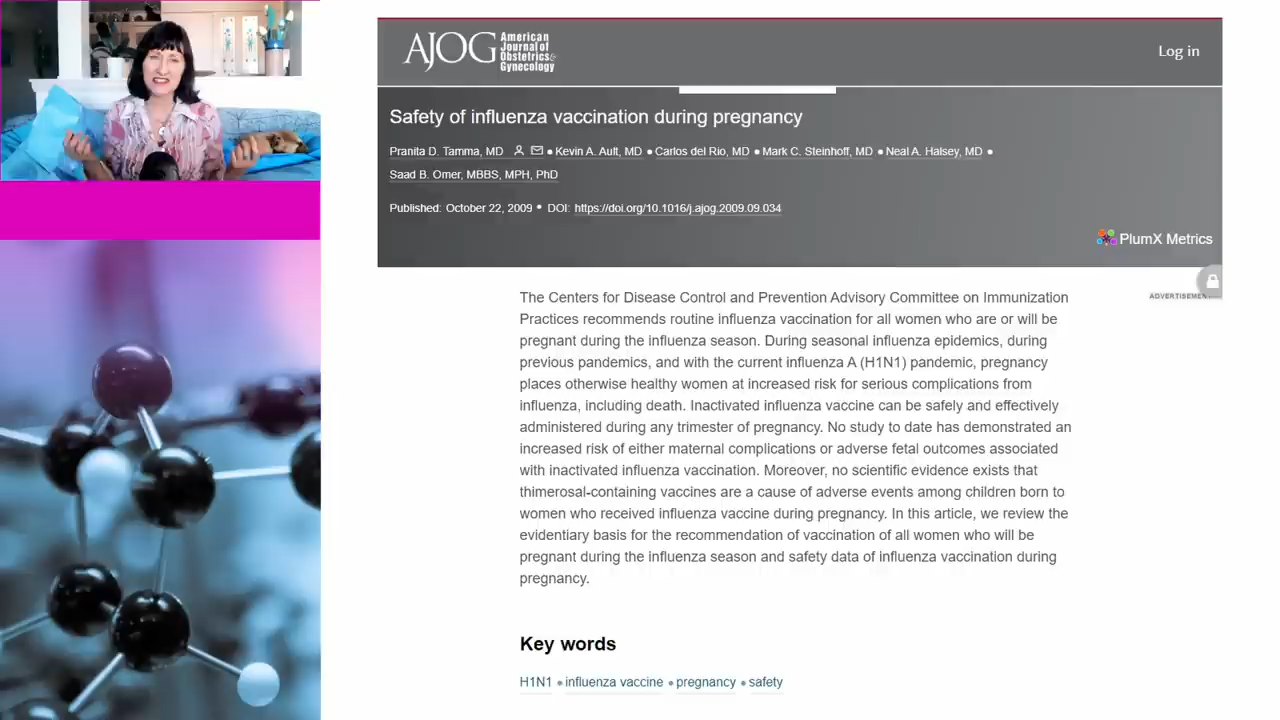 AJOG American
Journal of
Obstetrics&
Gynecology
Log in
Safety of influenza vaccination during pregnancy
Pranita D. Tamma, MD • Kevin A. Ault, MD • Carlos del Rio, MD • Mark C. Steinhoff, MD • Neal A. Halsey, MD •
Saad B. Omer, MBBS, MPH, PhD
Published: October 22, 2009 • DOI: https://doi.org/10.1016/j.ajog.2009.09.034
PlumX Metrics
The Centers for Disease Control and Prevention Advisory Committee on Immunization
Practices recommends routine influenza vaccination for all women who are or will be
pregnant during the influenza season. During seasonal influenza epidemics, during
previous pandemics, and with the current influenza A (H1N1) pandemic, pregnancy
places otherwise healthy women at increased risk for serious complications from
influenza, including death. Inactivated influenza vaccine can be safely and effectively
administered during any trimester of pregnancy. No study to date has demonstrated an
increased risk of either maternal complications or adverse fetal outcomes associated
with inactivated influenza vaccination. Moreover, no scientific evidence exists that
thimerosal-containing vaccines are a cause of adverse events among children born to
women who received influenza vaccine during pregnancy. In this article, we review the
evidentiary basis for the recommendation of vaccination of all women who will be
pregnant during the influenza season and safety data of influenza vaccination during
pregnancy.
Key words
H1N1 • influenza vaccine • pregnancy • safety